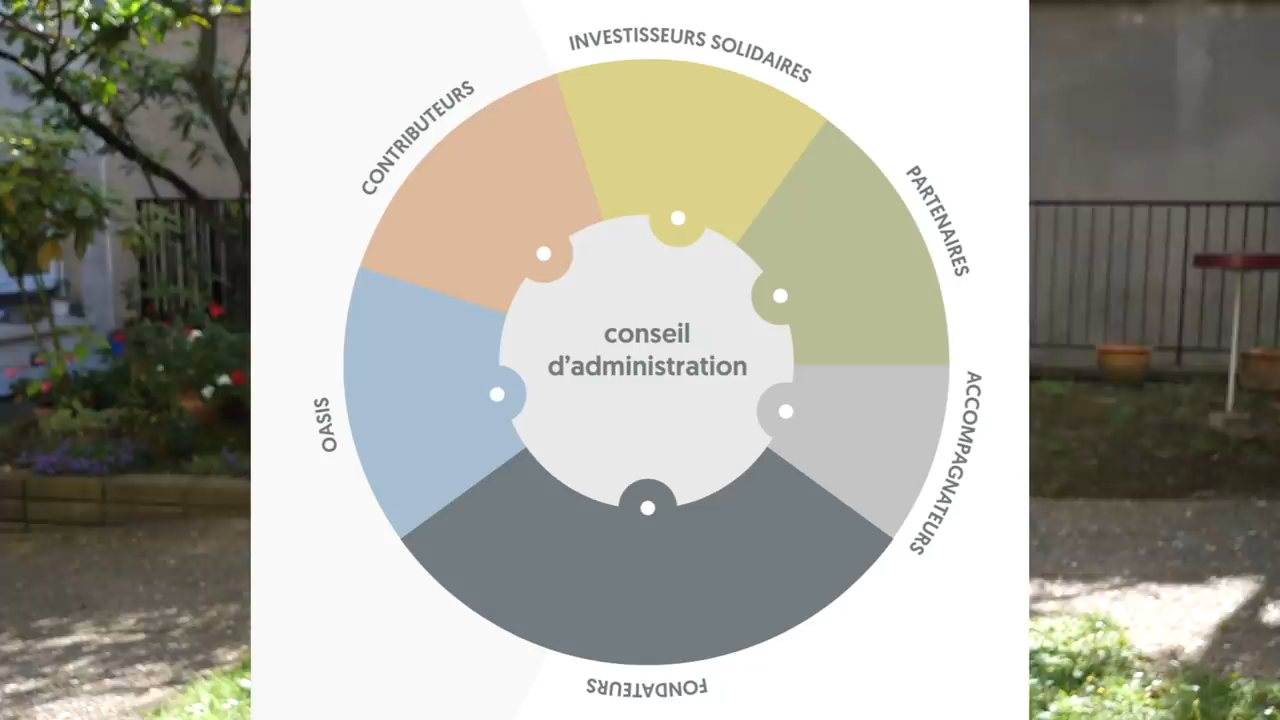 INVESTISSEURS SOLIDAIRES
CONTRIBUTEURS
PARTENAIRES
conseil
d’administration
OASIS
ACCOMPAGNATEURS
FONDATEURS